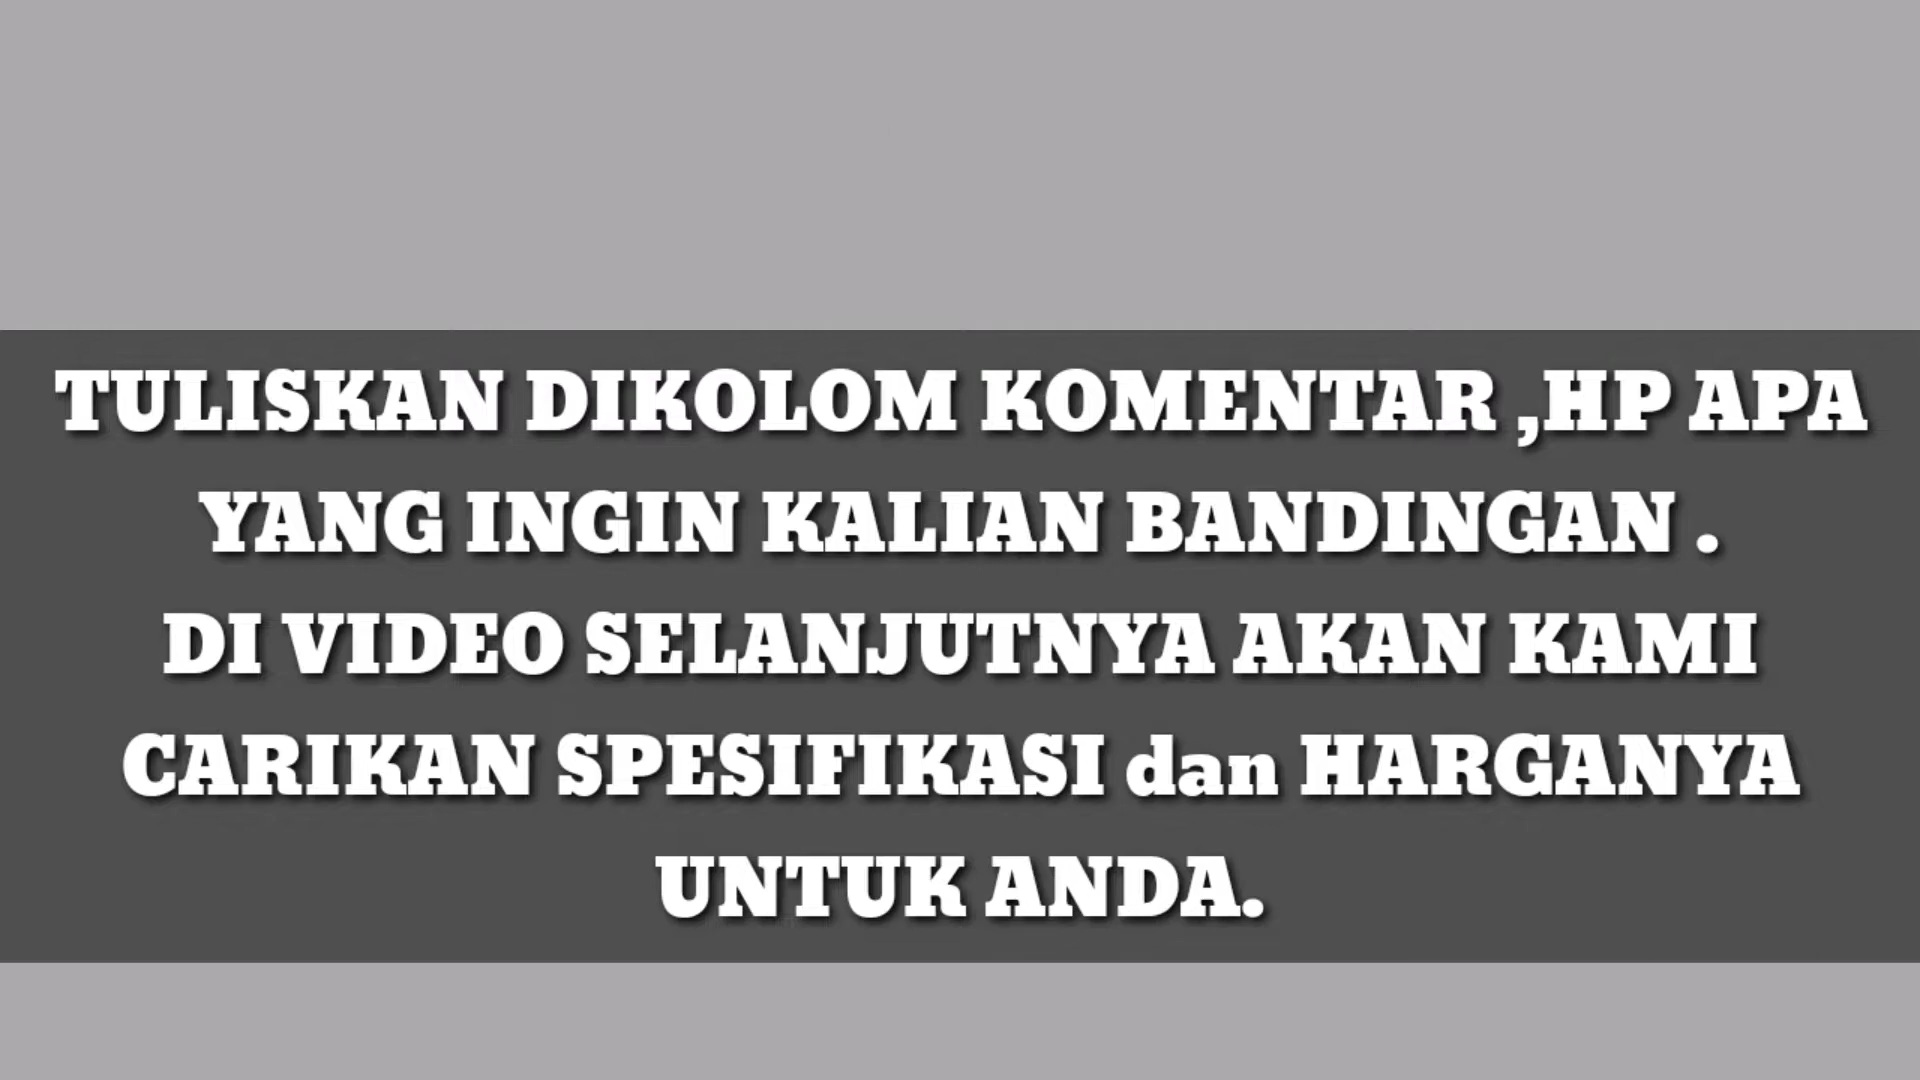 TULISKAN DIKOLOM KOMENTAR ,HP APA
YANG INGIN KALIAN BANDINGAN .
DI VIDEO SELANJUTNYA AKAN KAMI
CARIKAN SPESIFIKASI dan HARGANYA
UNTUK ANDA.